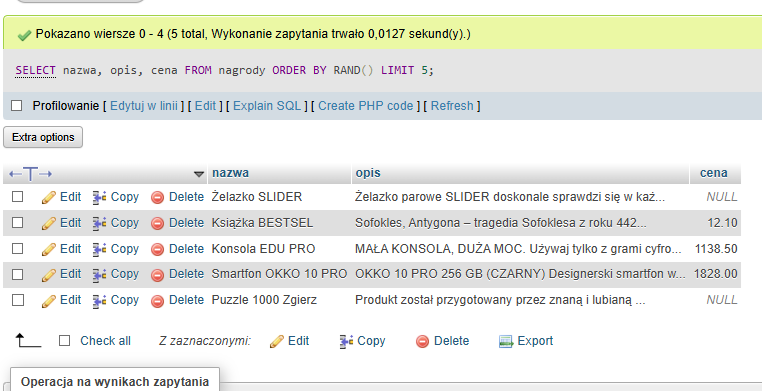 Pokazano wiersze 0 - 4 (5 total, Wykonanie zapytania trwało 0,0127 sekund(y).)
SELECT nazwa, opis, cena FROM nagrody ORDER BY RAND() LIMIT 5;
Profilowanie [ Edytuj w linii ] [ Edit ] [ Explain SQL ] [ Create PHP code ] [ Refresh ]
Extra options
nazwa opis cena
Edit Copy Delete Żelazko SLIDER Żelazko parowe SLIDER doskonale sprawdzi się w każ... NULL
Edit Copy Delete Książka BESTSEL Sofokles, Antygona – tragedia Sofoklesa z roku 442... 12.10
Edit Copy Delete Konsola EDU PRO MAŁA KONSOLA, DUŻA MOC. Używaj tylko z grami cyfro... 1138.50
Edit Copy Delete Smartfon OKKO 10 PRO OKKO 10 PRO 256 GB (CZARNY) Designerski smartfon w... 1828.00
Edit Copy Delete Puzzle 1000 Zgierz Produkt został przygotowany przez znaną i lubianą ... NULL
Check all Z zaznaczonymi: Edit Copy Delete Export
Operacja na wynikach zapytania